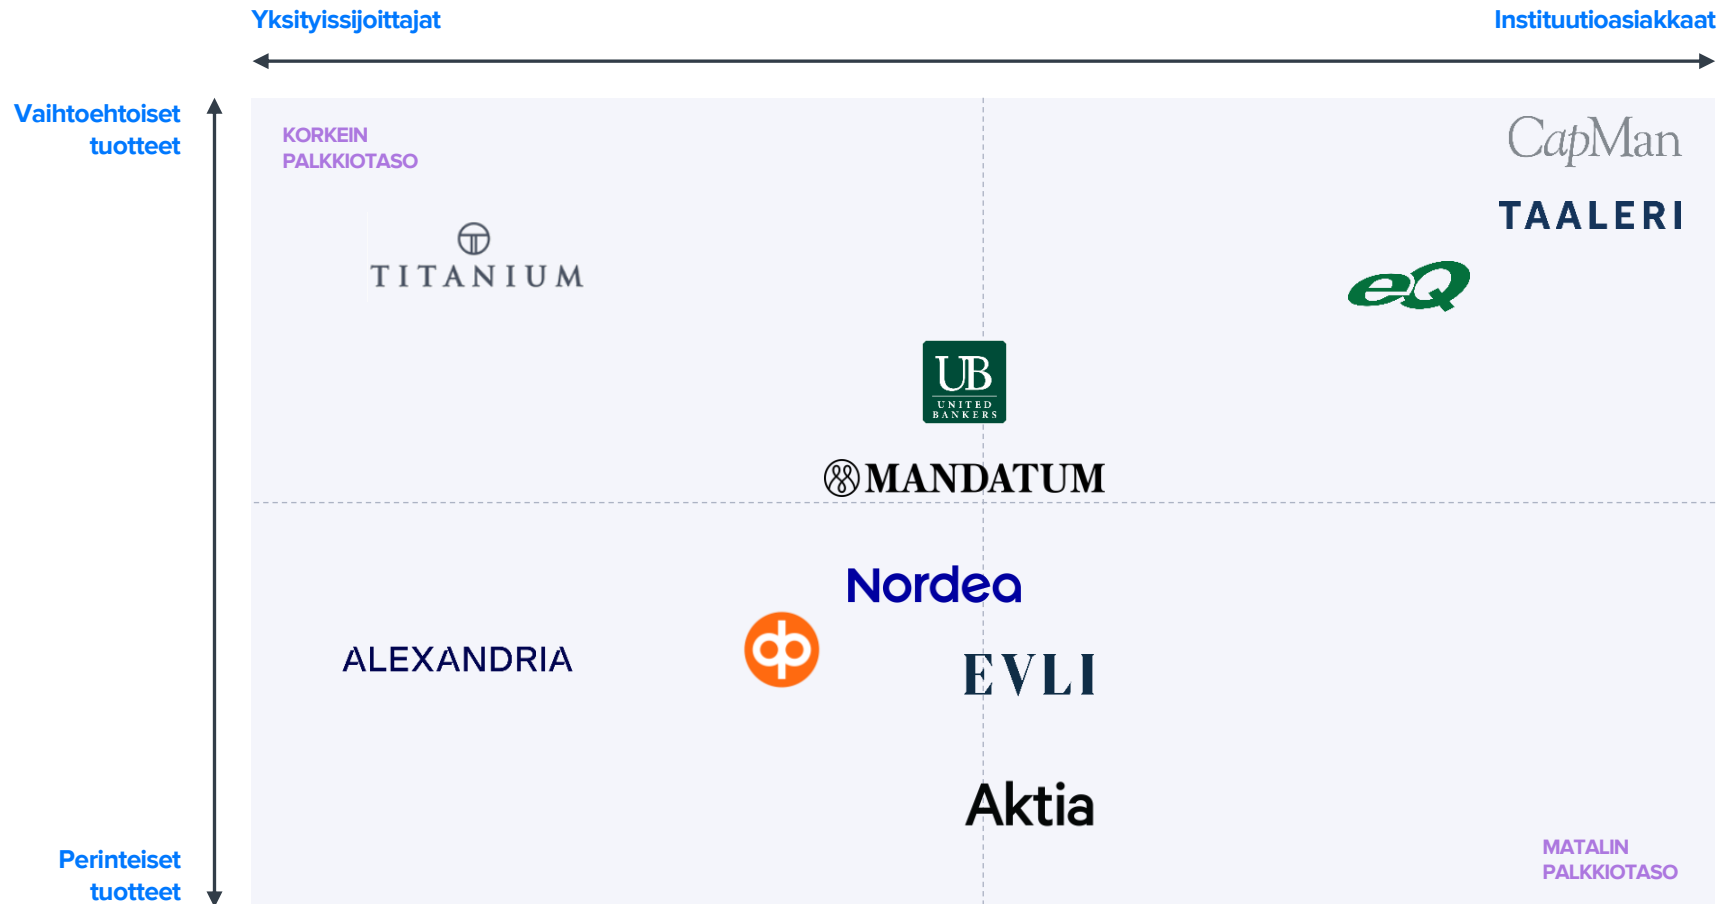 Yksityissijoittajat
Instituutioasiakkaat
Vaihtoehtoiset
tuotteet
KORKEIN
PALKKIOTASO
CapMan
TAALERI
TITANIUM
eQ
UB
UNITED
BANKERS
MANDATUM
Nordea
op
ALEXANDRIA
EVLI
Aktia
MATALIN
PALKKIOTASO
Perinteiset
tuotteet